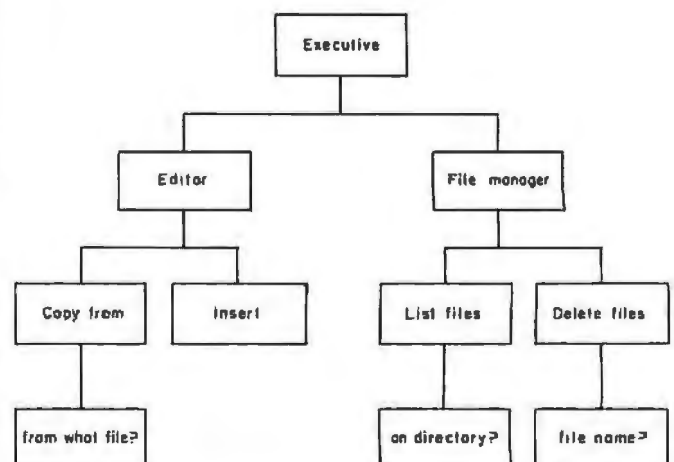 Executive
Editor
File manager
Copy from
Insert
List files
Delete files
from what file?
on directory?
file name?